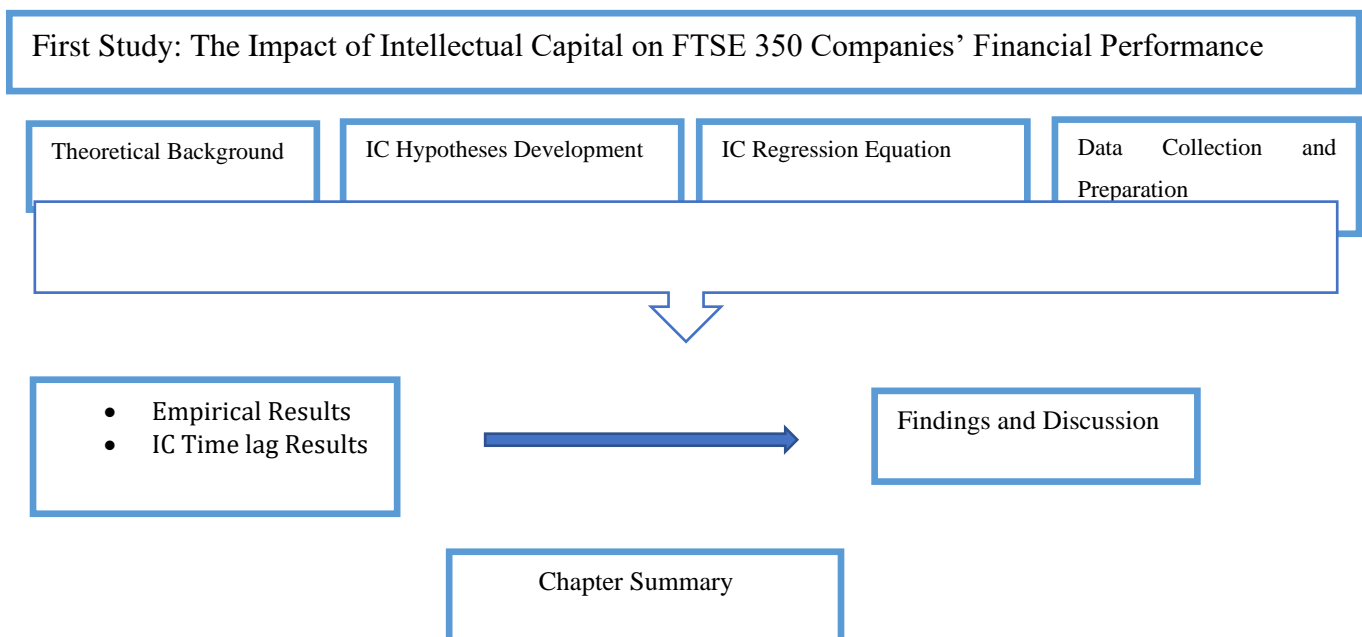 First Study: The Impact of Intellectual Capital on FTSE 350 Companies’ Financial Performance
Theoretical Background
IC Hypotheses Development
IC Regression Equation
Data Collection and
Preparation
• Empirical Results
• IC Time lag Results
Findings and Discussion
Chapter Summary